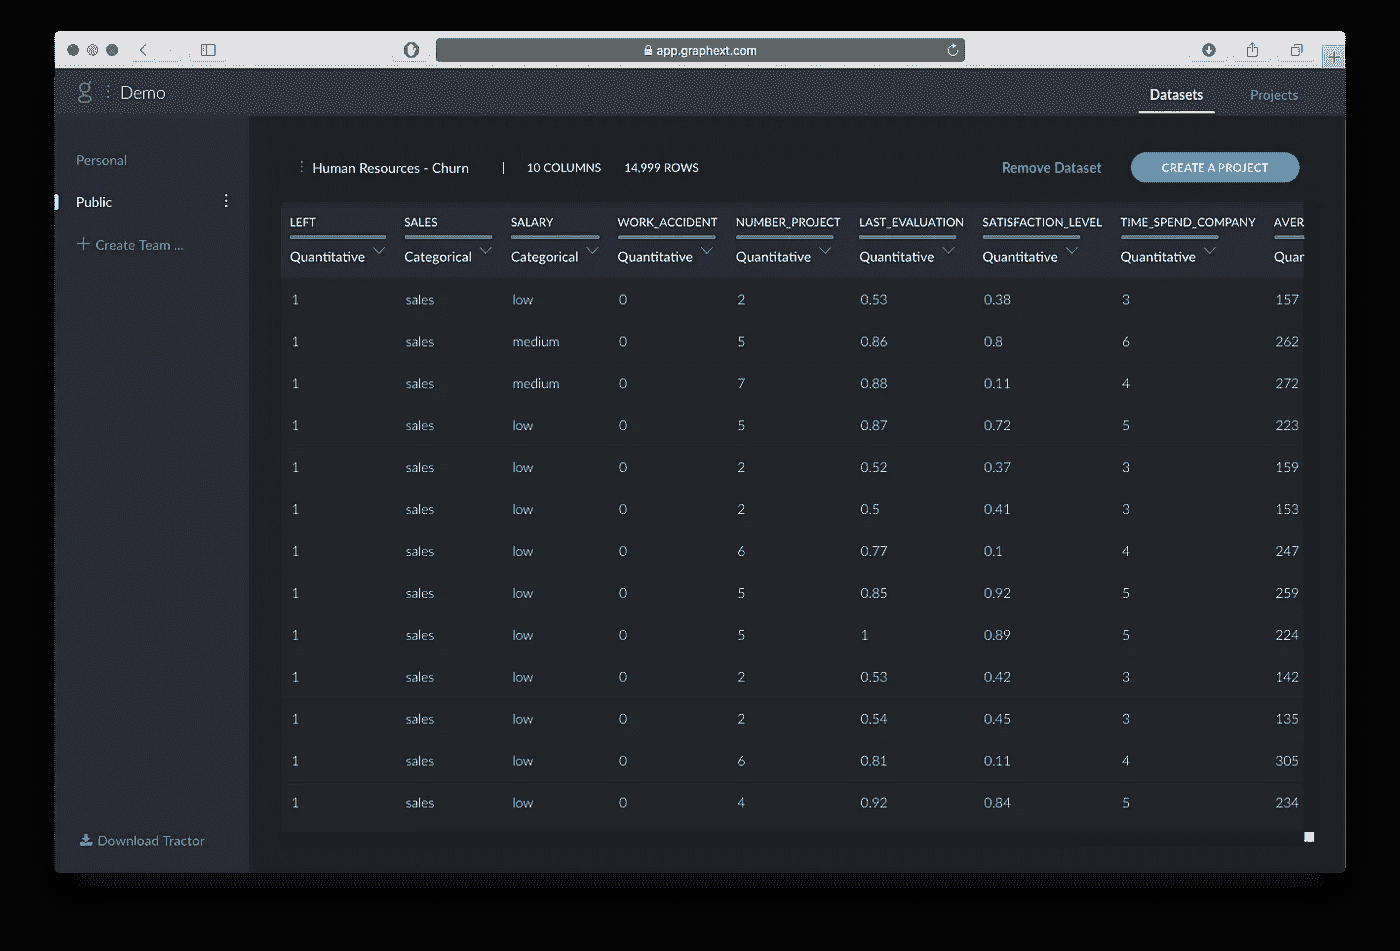 app.graphext.com
g Demo
Datasets Projects
Personal
Public
+ Create Team ...
Human Resources - Churn | 10 COLUMNS 14,999 ROWS Remove Dataset CREATE A PROJECT
LEFT SALES SALARY WORK_ACCIDENT NUMBER_PROJECT LAST_EVALUATION SATISFACTION_LEVEL TIME_SPEND_COMPANY AVER
Quantitative Categorical Categorical Quantitative Quantitative Quantitative Quantitative Quantitative Quar
1 sales low 0 2 0.53 0.38 3 157
1 sales medium 0 5 0.86 0.8 6 262
1 sales medium 0 7 0.88 0.11 4 272
1 sales low 0 5 0.87 0.72 5 223
1 sales low 0 2 0.52 0.37 3 159
1 sales low 0 2 0.5 0.41 3 153
1 sales low 0 6 0.77 0.1 4 247
1 sales low 0 5 0.85 0.92 5 259
1 sales low 0 5 1 0.89 5 224
1 sales low 0 2 0.53 0.42 3 142
1 sales low 0 2 0.54 0.45 3 135
1 sales low 0 6 0.81 0.11 4 305
1 sales low 0 4 0.92 0.84 5 234
Download Tractor